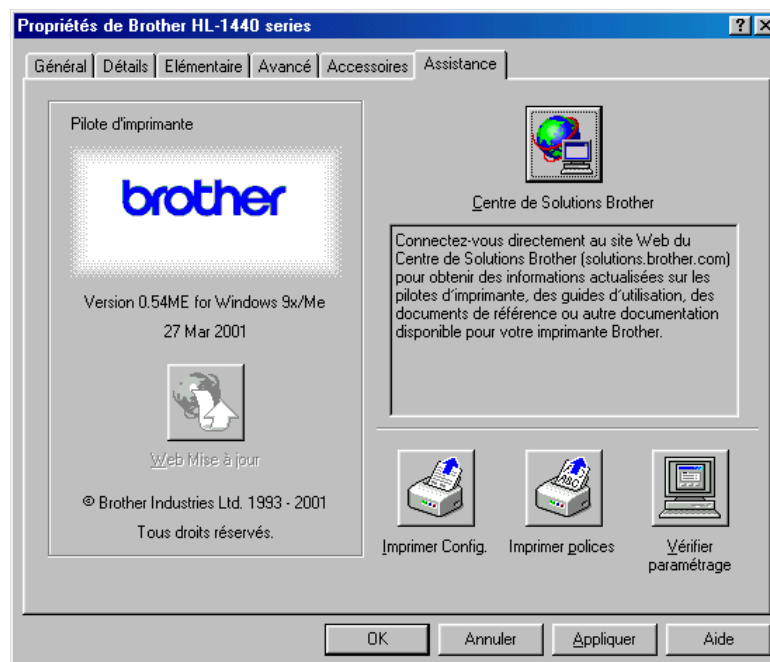 Propriétés de Brother HL-1440 series
Général
Détails
Elémentaire
Avancé
Accessoires
Assistance
Pilote d'imprimante
brother
Version 0.54ME for Windows 9x/Me
27 Mar 2001
Web Mise à jour
© Brother Industries Ltd. 1993 - 2001
Tous droits réservés.
Centre de Solutions Brother
Connectez-vous directement au site Web du
Centre de Solutions Brother (solutions.brother.com)
pour obtenir des informations actualisées sur les
pilotes d'imprimante, des guides d'utilisation, des
documents de référence ou autre documentation
disponible pour votre imprimante Brother.
ABC
Imprimer Config.
Imprimer polices
Vérifier
paramétrage
OK
Annuler
Appliquer
Aide